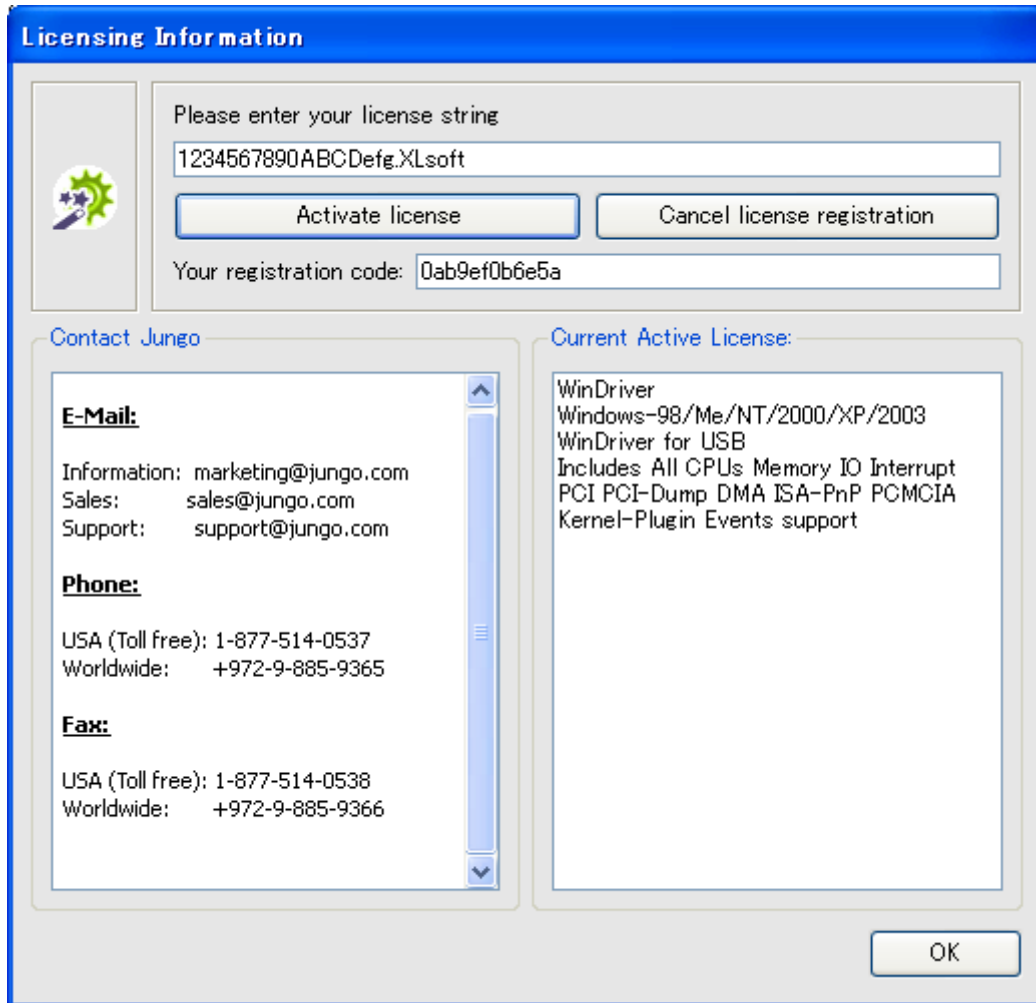 Licensing Information
Please enter your license string
1234567890ABCDefg.XLsoft
Activate license
Cancel license registration
Your registration code: 0ab9ef0b6e5a
Contact Jungo
E-Mail:
Information: marketing@jungo.com
Sales: sales@jungo.com
Support: support@jungo.com
Phone:
USA (Toll free): 1-877-514-0537
Worldwide: +972-9-885-9365
Fax:
USA (Toll free): 1-877-514-0538
Worldwide: +972-9-885-9366
Current Active License:
WinDriver
Windows-98/Me/NT/2000/XP/2003
WinDriver for USB
Includes All CPUs Memory IO Interrupt
PCI PCI-Dump DMA ISA-PnP PCMCIA
Kernel-Plugin Events support
OK